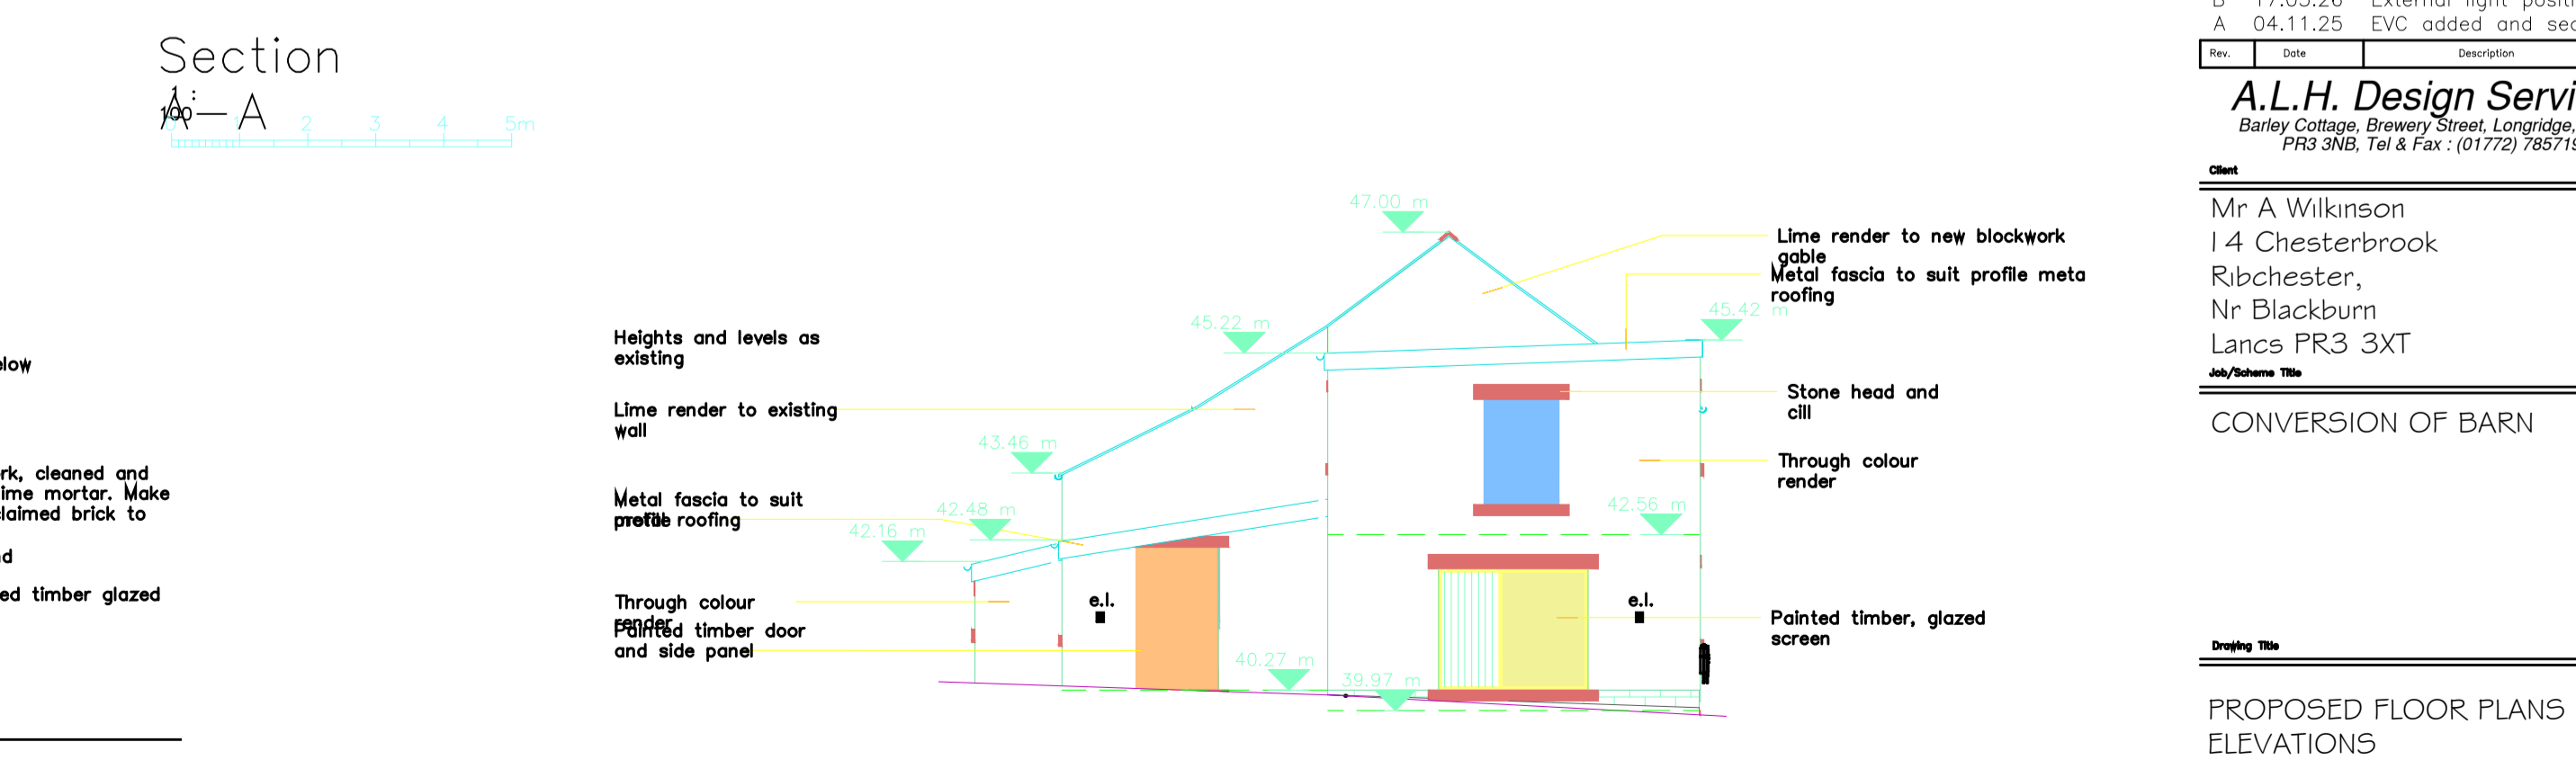 Section
A—A
1 :
100
0 1 2 3 4 5m
elow
rk, cleaned and
ime mortar. Make
claimed brick to
ed timber glazed
Heights and levels as
existing
Lime render to existing
wall
Metal fascia to suit
profile roofing
metal
Through colour
render
Painted timber door
and side panel
47.00 m
45.22 m
45.42 m
43.46 m
42.48 m
42.16 m
42.56 m
40.27 m
39.97 m
e.l.
e.l.
Lime render to new blockwork
gable
Metal fascia to suit profile meta
roofing
Stone head and
cill
Through colour
render
Painted timber, glazed
screen
A 04.11.25 EVC added and sec
Rev. Date Description
A.L.H. Design Servi
Barley Cottage, Brewery Street, Longridge,
PR3 3NB, Tel & Fax : (01772) 785719
Client
Mr A Wilkinson
14 Chesterbrook
Ribchester,
Nr Blackburn
Lancs PR3 3XT
Job/Scheme Title
CONVERSION OF BARN
Drawing Title
PROPOSED FLOOR PLANS
ELEVATIONS